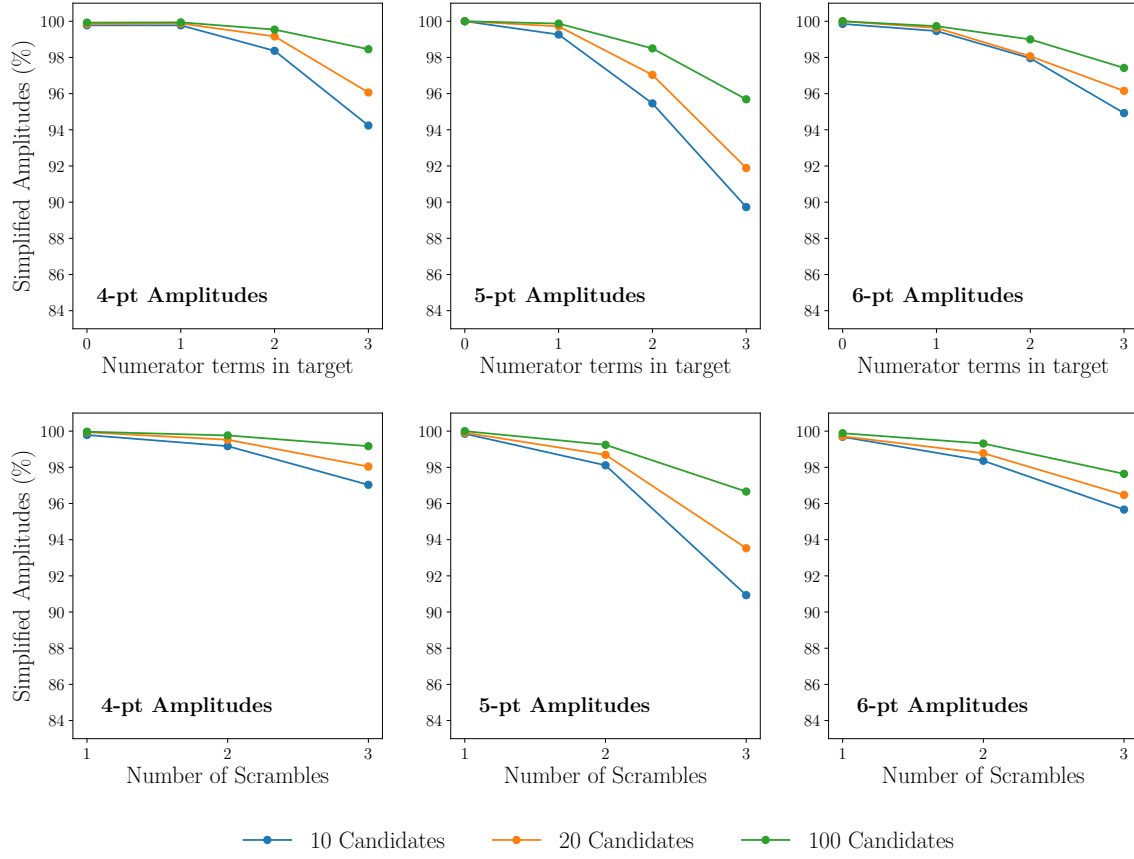 Simplified Amplitudes (%)
100
98
96
94
92
90
88
86
84
4-pt Amplitudes
0 1 2 3
Numerator terms in target
100
98
96
94
92
90
88
86
84
5-pt Amplitudes
0 1 2 3
Numerator terms in target
100
98
96
94
92
90
88
86
84
6-pt Amplitudes
0 1 2 3
Numerator terms in target
Simplified Amplitudes (%)
100
98
96
94
92
90
88
86
84
4-pt Amplitudes
1 2 3
Number of Scrambles
100
98
96
94
92
90
88
86
84
5-pt Amplitudes
1 2 3
Number of Scrambles
100
98
96
94
92
90
88
86
84
6-pt Amplitudes
1 2 3
Number of Scrambles
10 Candidates 20 Candidates 100 Candidates